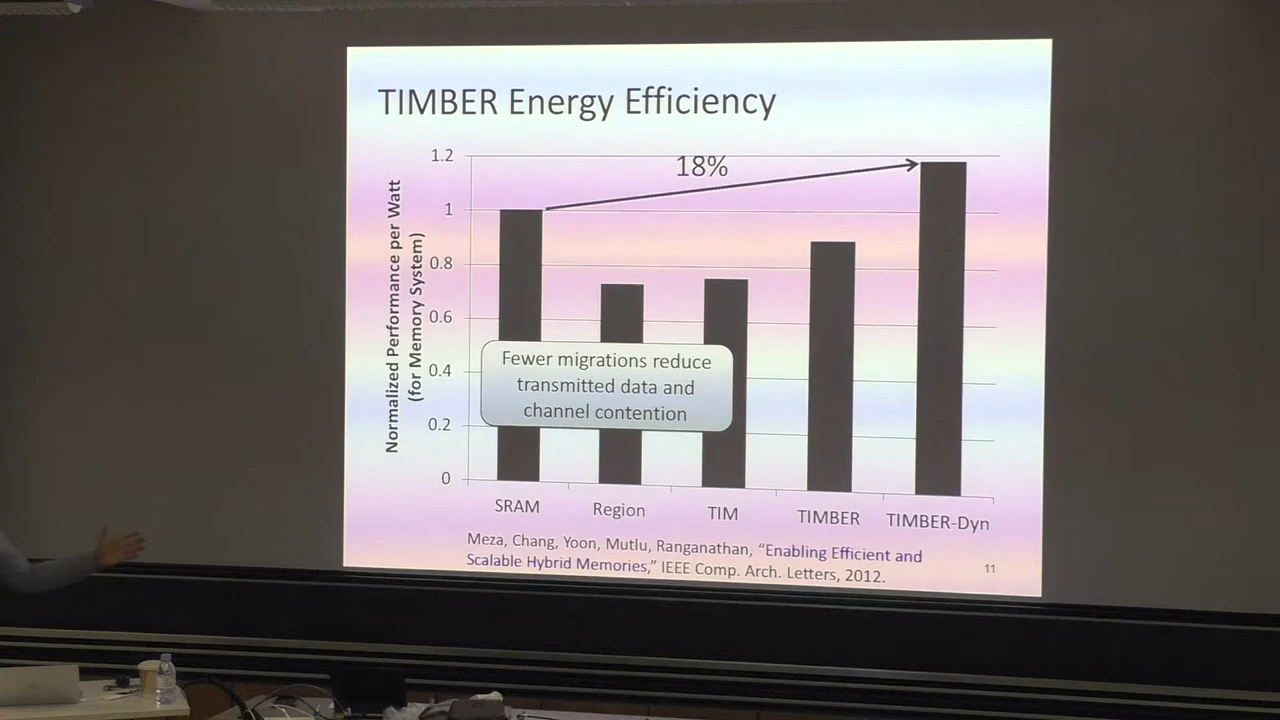 TIMBER Energy Efficiency
Normalized Performance per Watt
(for Memory System)
1.2
1
0.8
0.6
0.4
0.2
0
18%
Fewer migrations reduce
transmitted data and
channel contention
SRAM
Region
TIM
TIMBER
TIMBER-Dyn
Meza, Chang, Yoon, Mutlu, Ranganathan, “Enabling Efficient and
Scalable Hybrid Memories,” IEEE Comp. Arch. Letters, 2012.
11